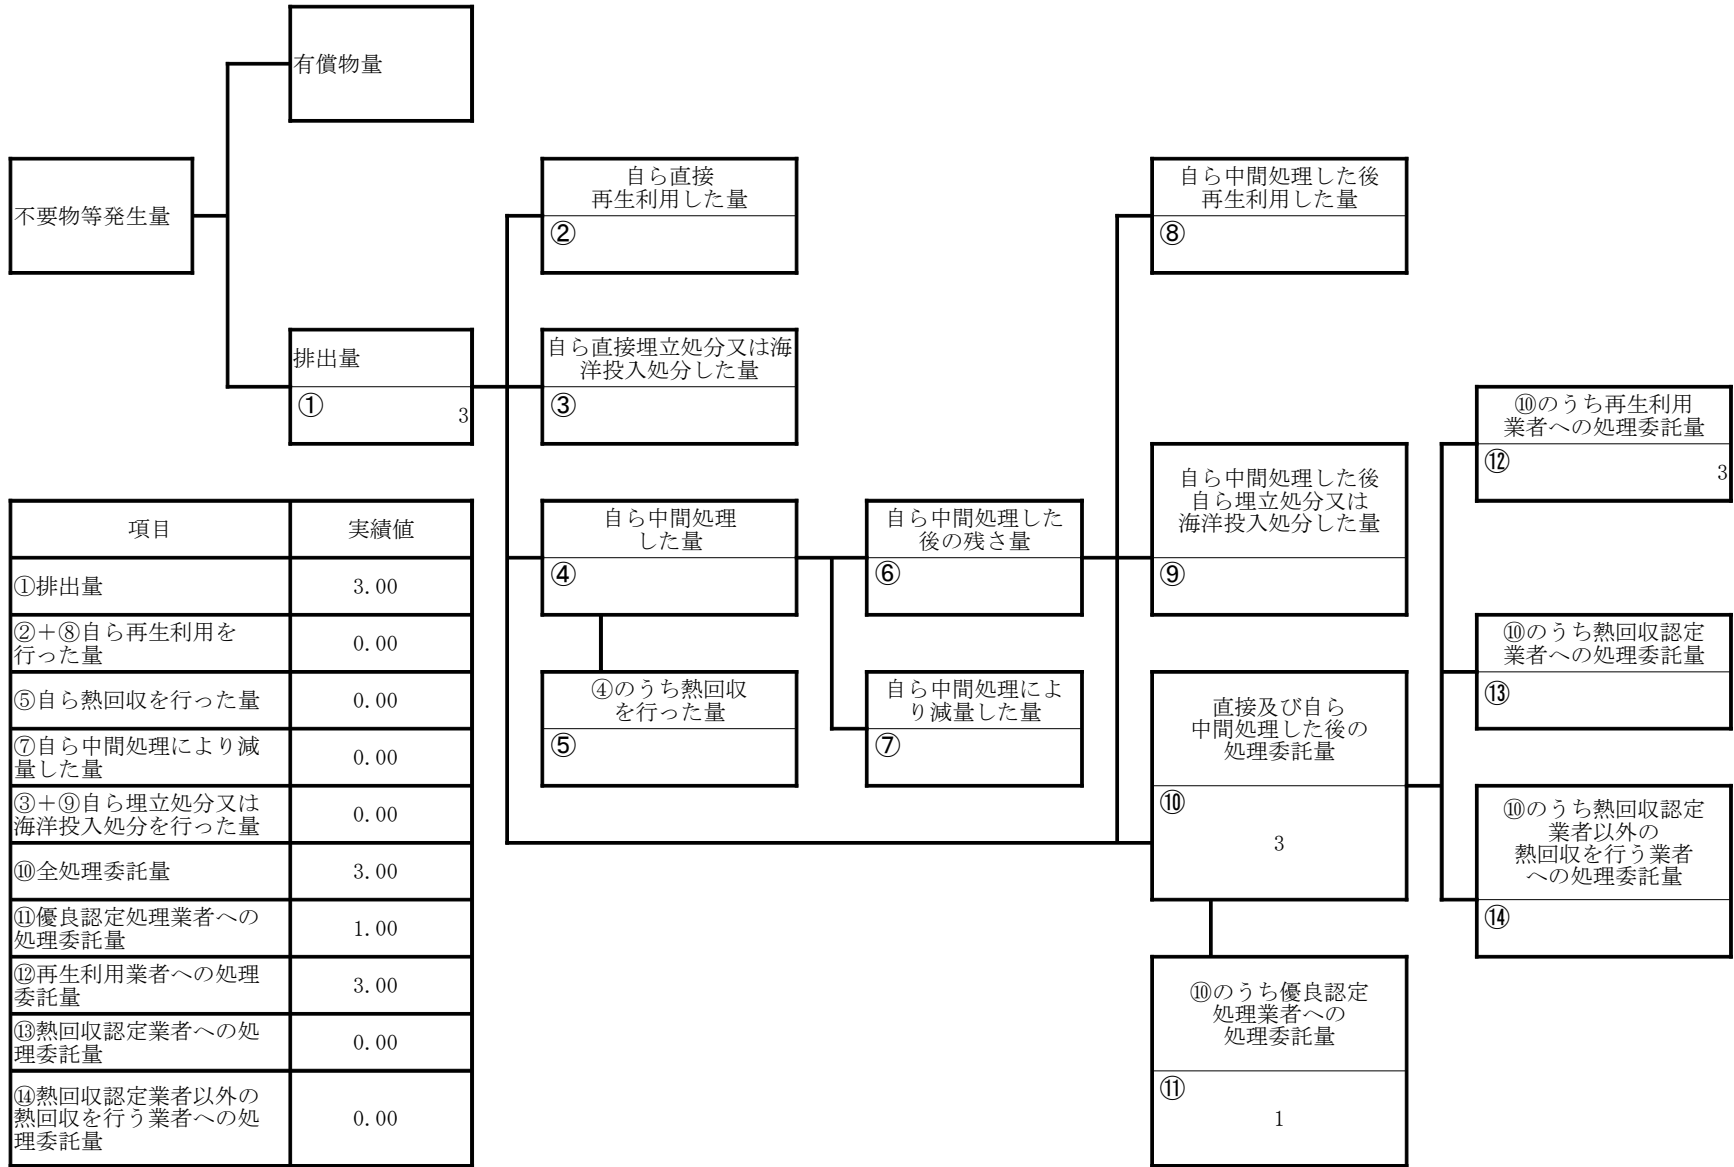 有償物量
不要物等発生量
自ら直接
再生利用した量
②
自ら中間処理した後
再生利用した量
⑧
排出量
①
3
自ら直接埋立処分又は海
洋投入処分した量
③
⑩のうち再生利用
業者への処理委託量
⑫
3
自ら中間処理した後
自ら埋立処分又は
海洋投入処分した量
⑨
自ら中間処理
した量
④
自ら中間処理した
後の残さ量
⑥
④のうち熱回収
を行った量
⑤
自ら中間処理によ
り減量した量
⑦
⑩のうち熱回収認定
業者への処理委託量
⑬
直接及び自ら
中間処理した後の
処理委託量
⑩
3
⑩のうち熱回収認定
業者以外の
熱回収を行う業者
への処理委託量
⑭
⑩のうち優良認定
処理業者への
処理委託量
⑪
1
項目 実績値
①排出量 3.00
②+⑧自ら再生利用を
行った量 0.00
⑤自ら熱回収を行った量 0.00
⑦自ら中間処理により減
量した量 0.00
③+⑨自ら埋立処分又は
海洋投入処分を行った量 0.00
⑩全処理委託量 3.00
⑪優良認定処理業者への
処理委託量 1.00
⑫再生利用業者への処理
委託量 3.00
⑬熱回収認定業者への処
理委託量 0.00
⑭熱回収認定業者以外の
熱回収を行う業者への処
理委託量 0.00